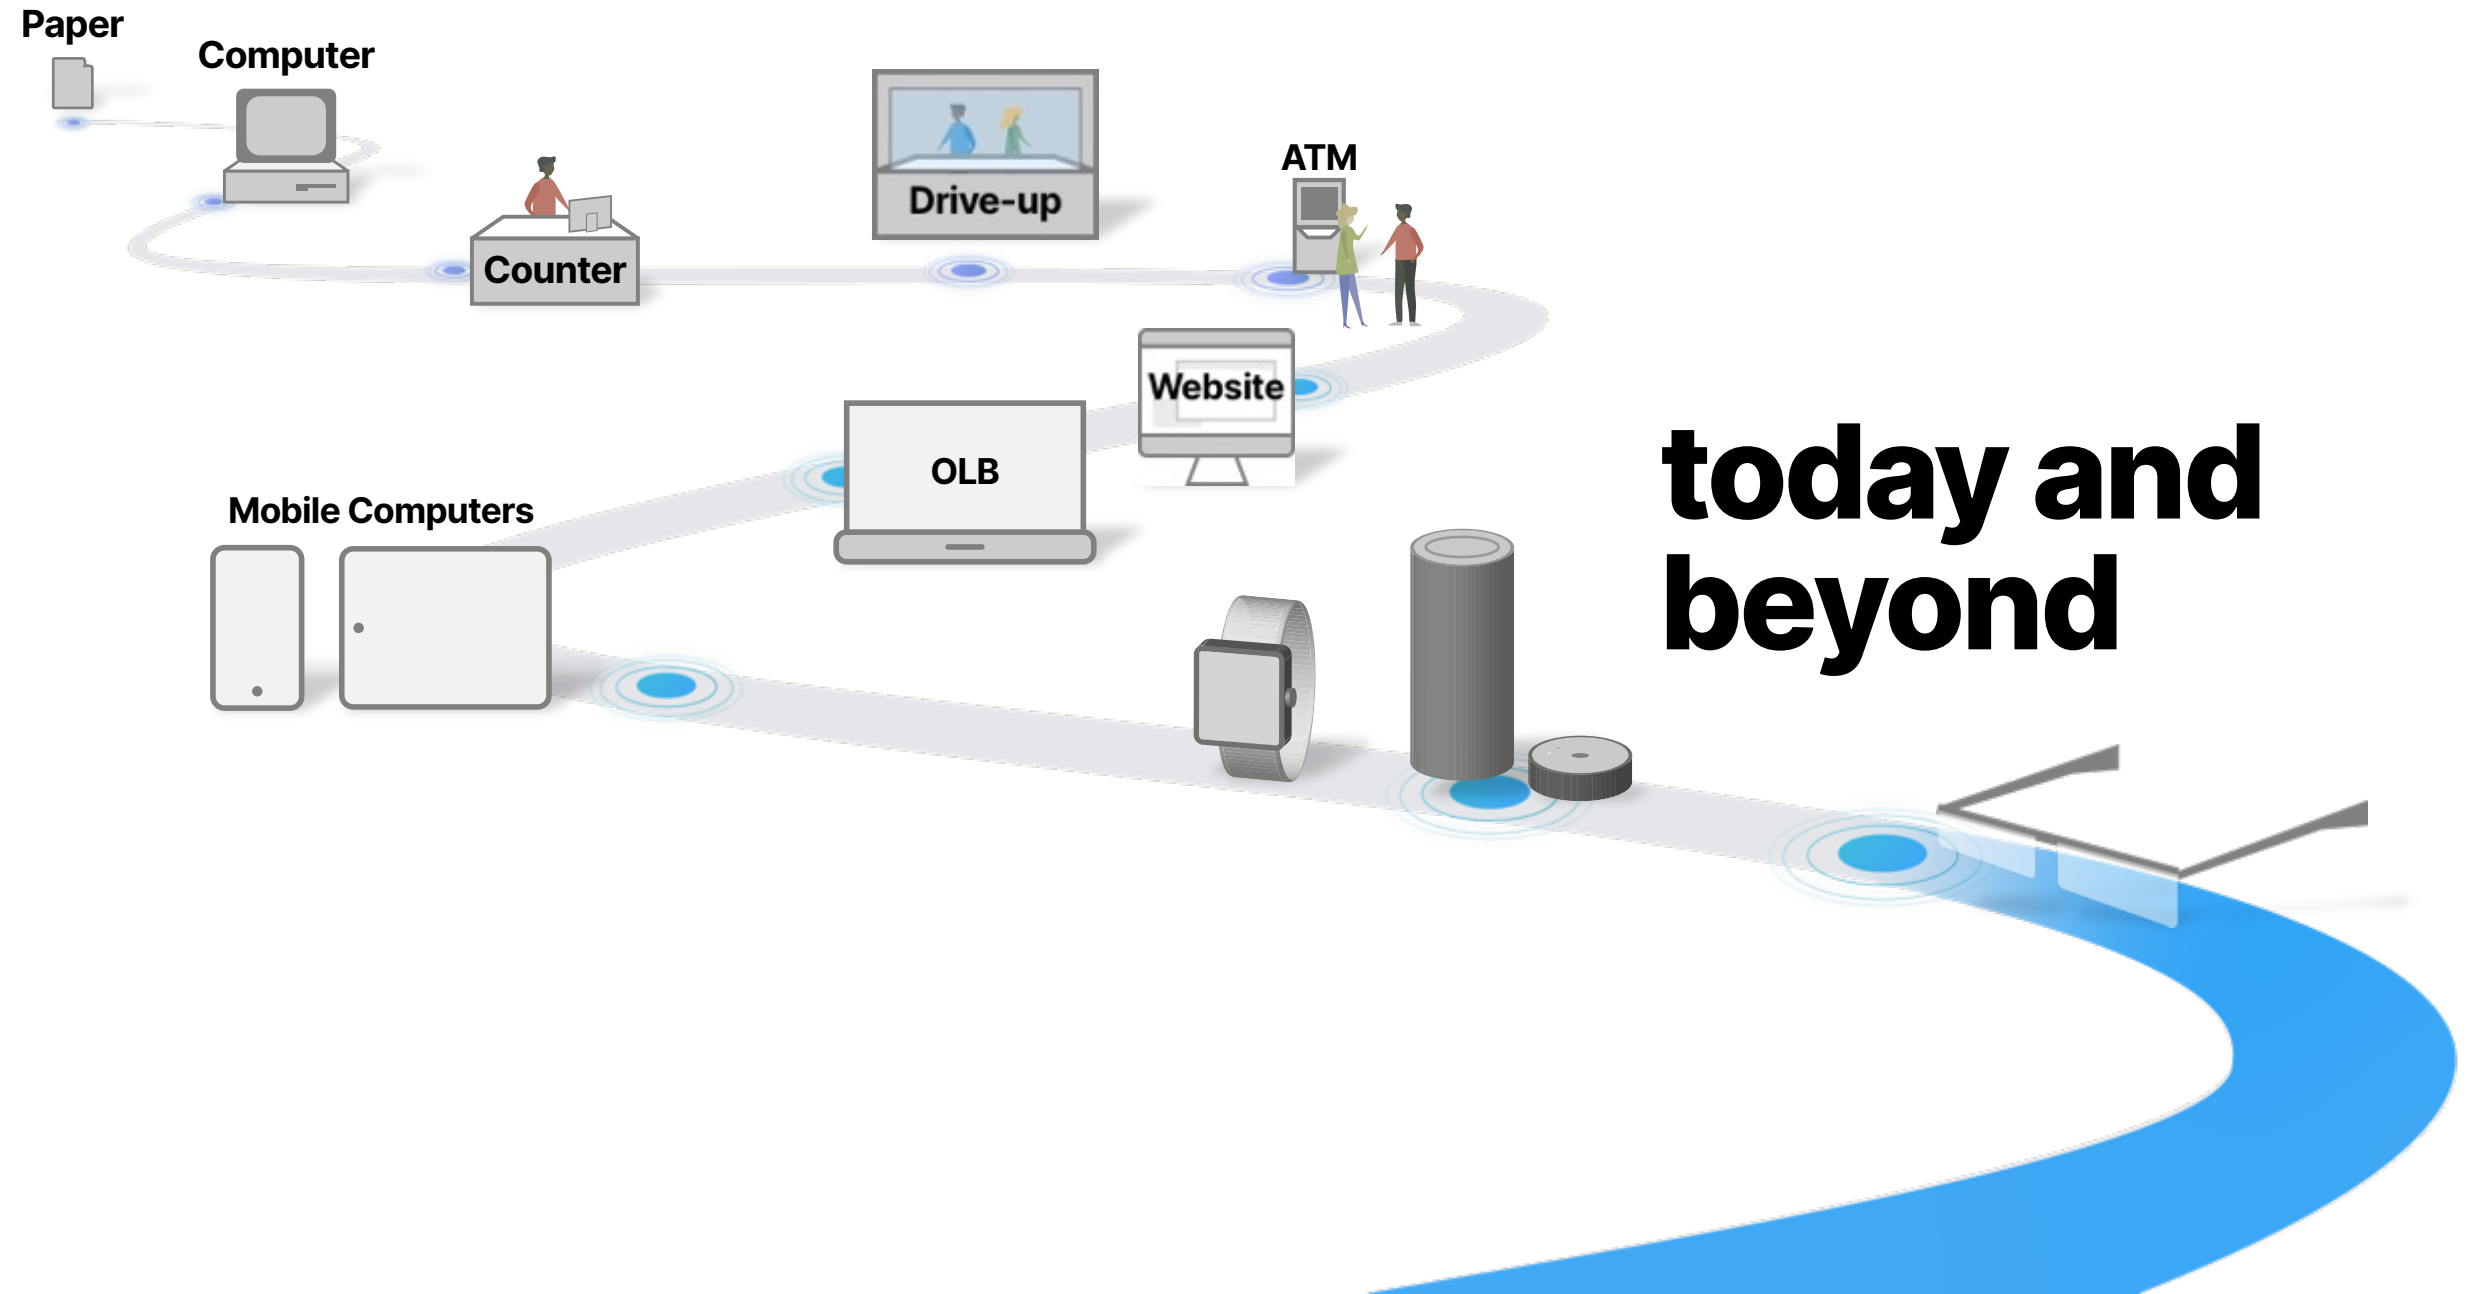 Paper
Computer
Counter
Drive-up
ATM
Website
OLB
Mobile Computers
today and
beyond